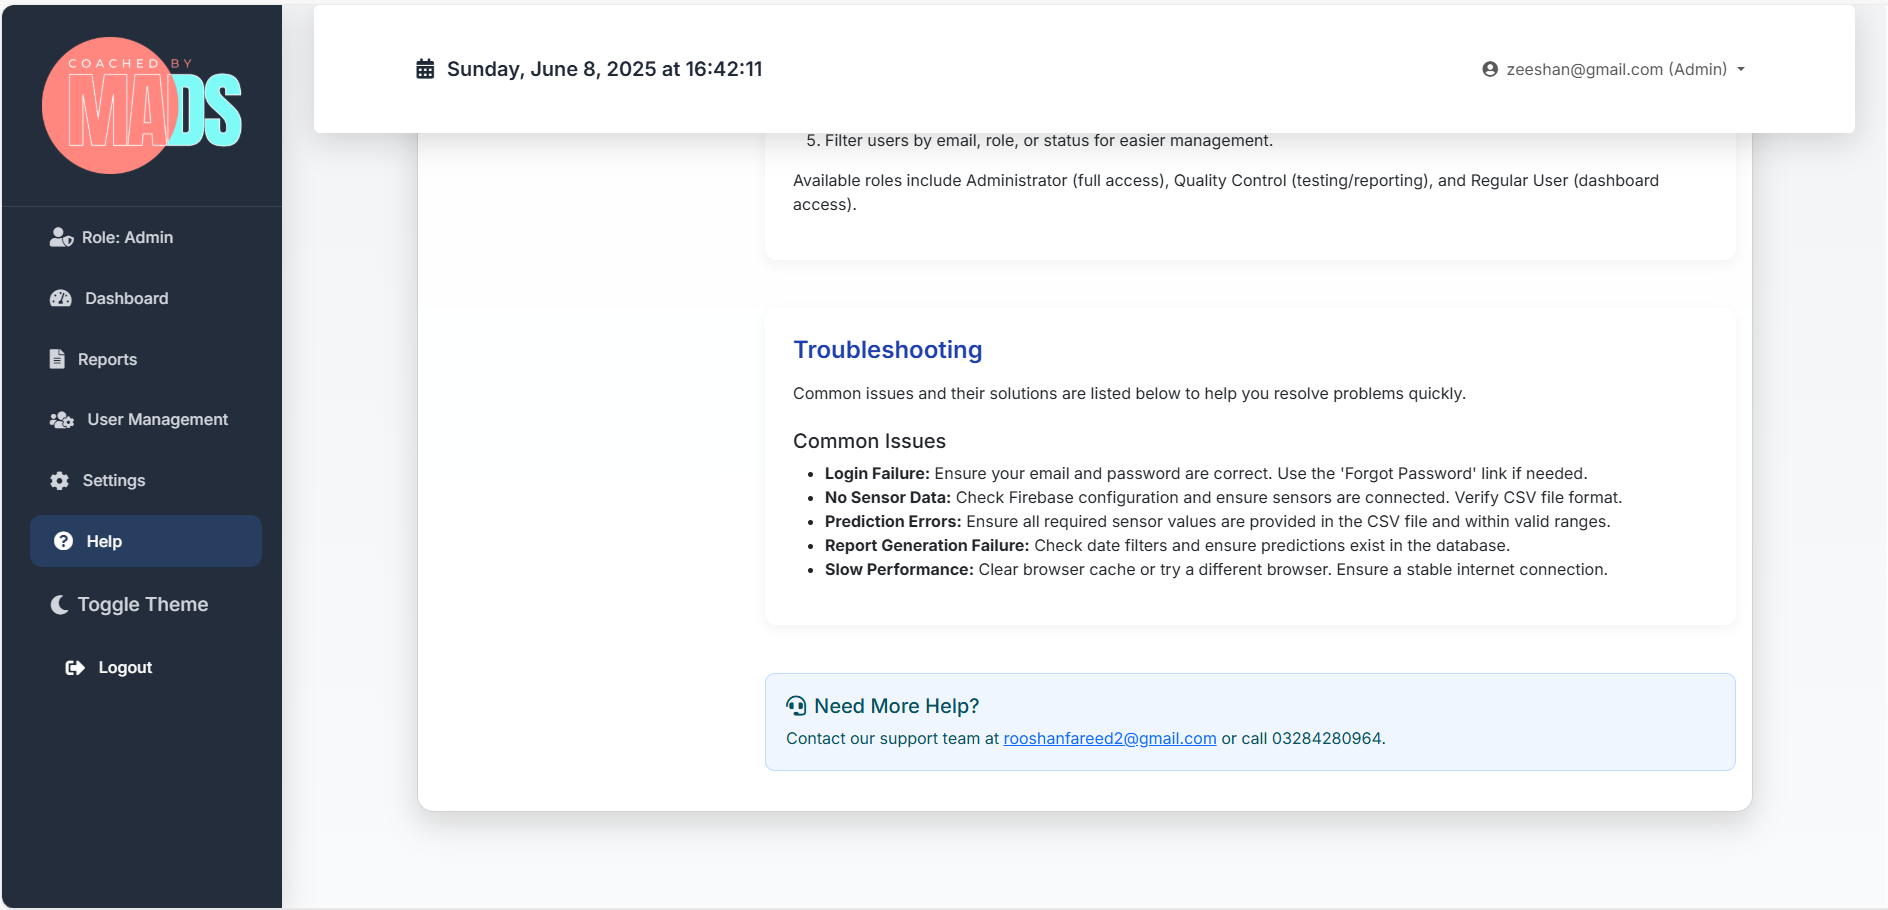 COACHED BY
MADS
Role: Admin
Dashboard
Reports
User Management
Settings
Help
Toggle Theme
Logout
Sunday, June 8, 2025 at 16:42:11
zeeshan@gmail.com (Admin)
5. Filter users by email, role, or status for easier management.
Available roles include Administrator (full access), Quality Control (testing/reporting), and Regular User (dashboard
access).
Troubleshooting
Common issues and their solutions are listed below to help you resolve problems quickly.
Common Issues
• Login Failure: Ensure your email and password are correct. Use the 'Forgot Password' link if needed.
• No Sensor Data: Check Firebase configuration and ensure sensors are connected. Verify CSV file format.
• Prediction Errors: Ensure all required sensor values are provided in the CSV file and within valid ranges.
• Report Generation Failure: Check date filters and ensure predictions exist in the database.
• Slow Performance: Clear browser cache or try a different browser. Ensure a stable internet connection.
Need More Help?
Contact our support team at rooshanfareed2@gmail.com or call 03284280964.